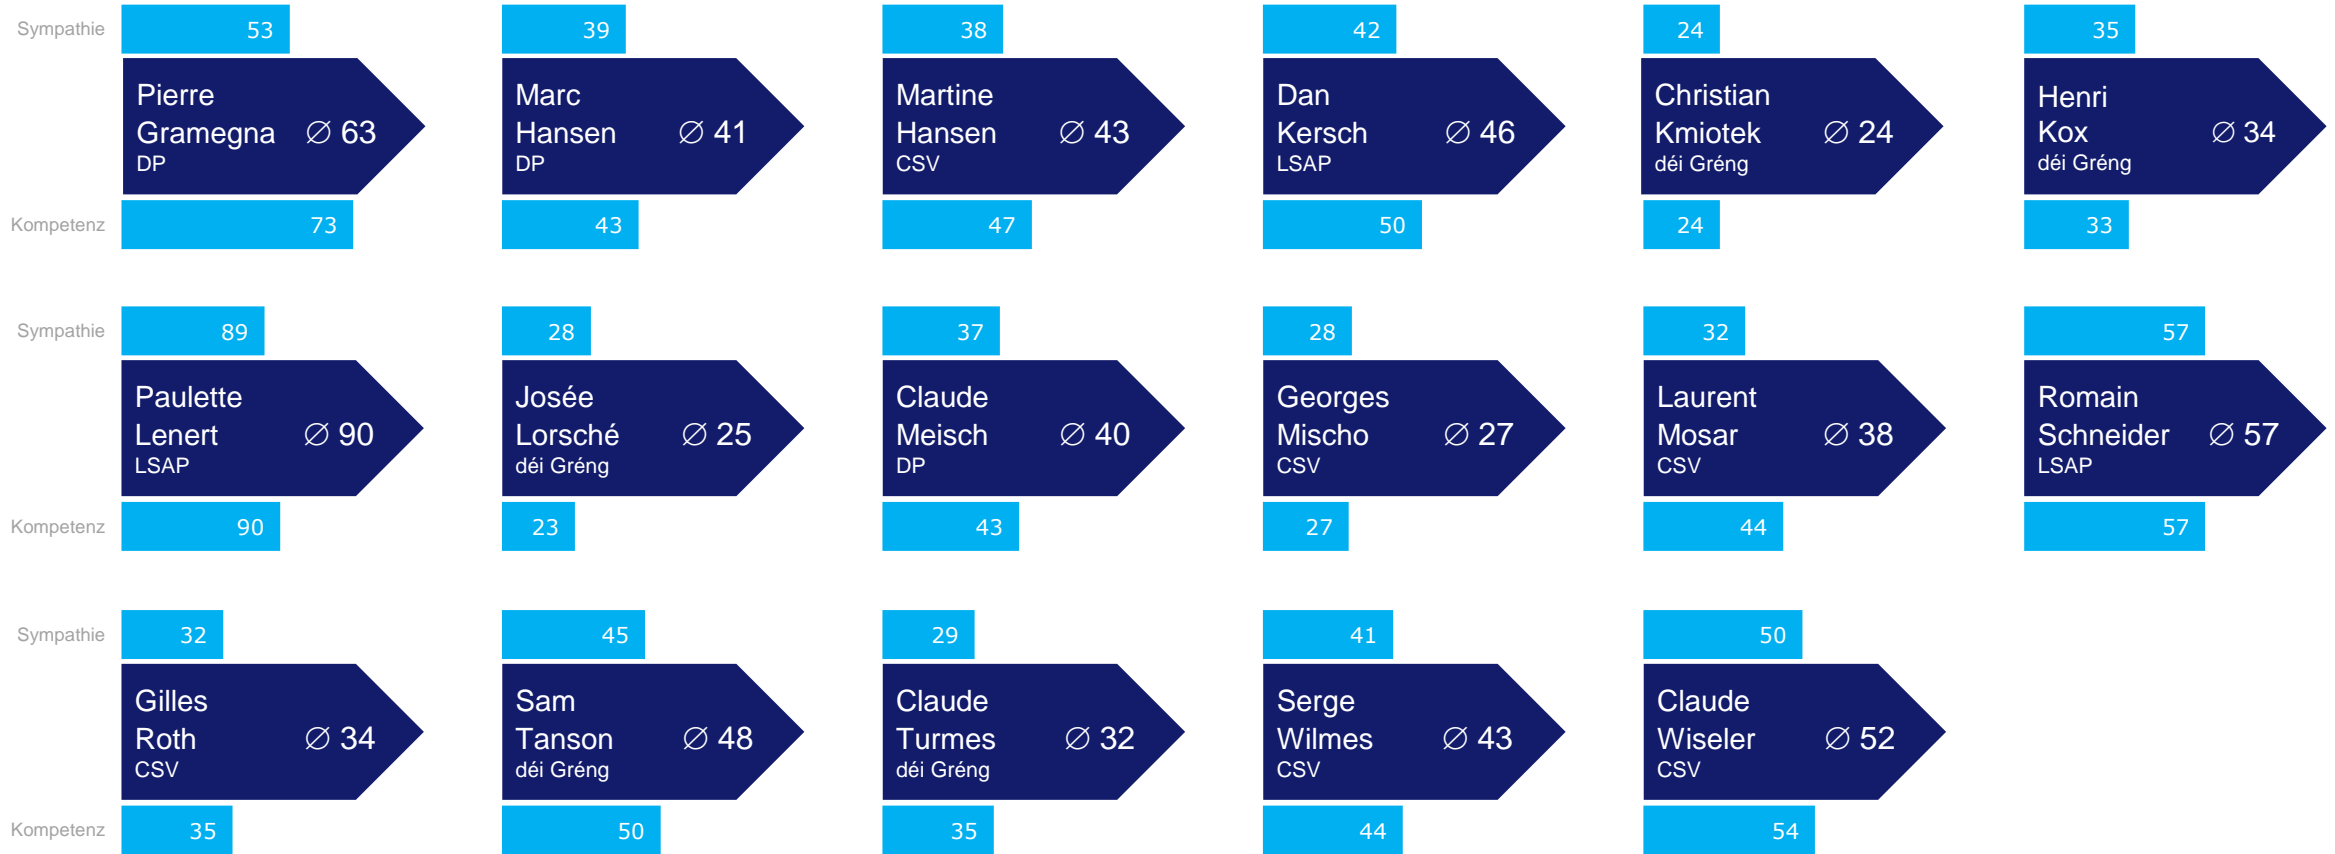 Sympathie 53 39 38 42 24 35
Pierre Marc Martine Dan Christian Henri
Gramegna ∅ 63 Hansen ∅ 41 Hansen ∅ 43 Kersch ∅ 46 Kmiotek ∅ 24 Kox ∅ 34
DP DP CSV LSAP déi Gréng déi Gréng
Kompetenz 73 43 47 50 24 33
Sympathie 89 28 37 28 32 57
Paulette Josée Claude Georges Laurent Romain
Lenert ∅ 90 Lorsché ∅ 25 Meisch ∅ 40 Mischo ∅ 27 Mosar ∅ 38 Schneider ∅ 57
LSAP déi Gréng DP CSV CSV LSAP
Kompetenz 90 23 43 27 44 57
Sympathie 32 45 29 41 50
Gilles Sam Claude Serge Claude
Roth ∅ 34 Tanson ∅ 48 Turmes ∅ 32 Wilmes ∅ 43 Wiseler ∅ 52
CSV déi Gréng déi Gréng CSV CSV
Kompetenz 35 50 35 44 54